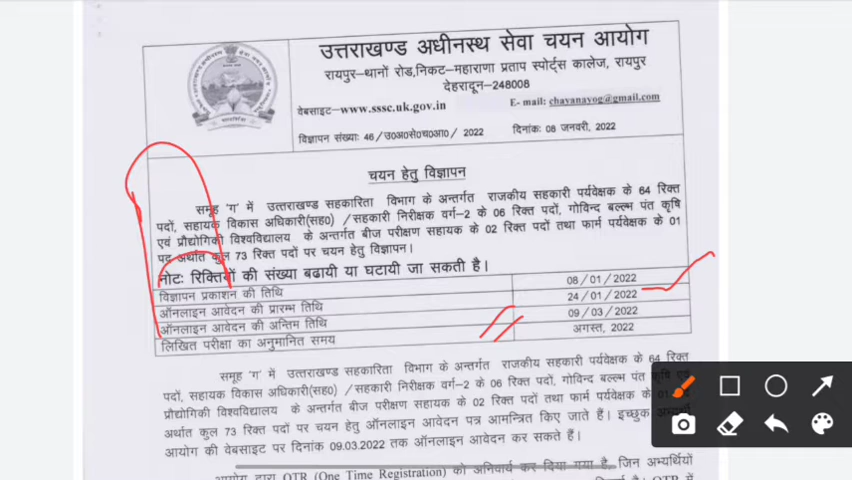 उत्तराखण्ड अधीनस्थ सेवा चयन आयोग
रायपुर–थानों रोड,निकट–महाराणा प्रताप स्पोर्ट्स कालेज, रायपुर
देहरादून–248008
वेबसाइट–www.sssc.uk.gov.in E- mail: chayanayog@gmail.com
विज्ञापन संख्याः 46/उ0अ0से0च0आ0/ 2022 दिनांकः 08 जनवरी, 2022
चयन हेतु विज्ञापन
समूह 'ग' में उत्तराखण्ड सहकारिता विभाग के अन्तर्गत राजकीय सहकारी पर्यवेक्षक के 64 रिक्त
पदों, सहायक विकास अधिकारी(सह0) /सहकारी निरीक्षक वर्ग–2 के 06 रिक्त पदों, गोविन्द बल्लभ पंत कृषि
एवं प्रौद्योगिकी विश्वविद्यालय के अन्तर्गत बीज परीक्षण सहायक के 02 रिक्त पदों तथा फार्म पर्यवेक्षक के 01
पद अर्थात कुल 73 रिक्त पदों पर चयन हेतु विज्ञापन।
नोटः रिक्तियों की संख्या बढायी या घटायी जा सकती है।
विज्ञापन प्रकाशन की तिथि 08/01/2022
ऑनलाइन आवेदन की प्रारम्भ तिथि 24/01/2022
ऑनलाइन आवेदन की अन्तिम तिथि 09/03/2022
लिखित परीक्षा का अनुमानित समय अगस्त, 2022
समूह 'ग' में उत्तराखण्ड सहकारिता विभाग के अन्तर्गत राजकीय सहकारी पर्यवेक्षक के 64 रिक्त
पदों, सहायक विकास अधिकारी(सह0) /सहकारी निरीक्षक वर्ग–2 के 06 रिक्त पदों, गोविन्द बल्लभ पंत
प्रौद्योगिकी विश्वविद्यालय के अन्तर्गत बीज परीक्षण सहायक के 02 रिक्त पदों तथा फार्म पर्यवेक्षक के
अर्थात कुल 73 रिक्त पदों पर चयन हेतु ऑनलाइन आवेदन पत्र आमन्त्रित किए जाते हैं। इच्छुक
आयोग की वेबसाइट पर दिनांक 09.03.2022 तक ऑनलाइन आवेदन कर सकते हैं।
आयोग द्वारा OTR (One Time Registration) को अनिवार्य कर दिया गया है, जिन अभ्यर्थियों